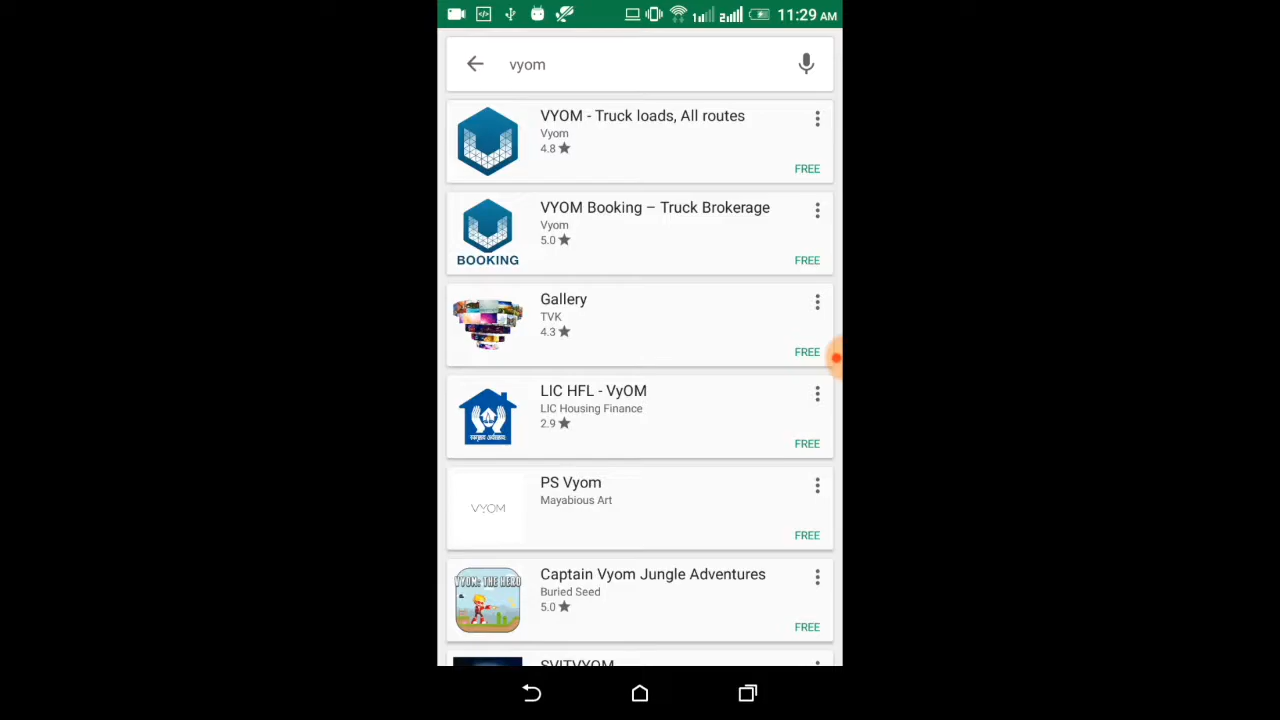 11:29 AM
vyom
VYOM - Truck loads, All routes
Vyom
4.8
FREE
VYOM Booking – Truck Brokerage
Vyom
5.0
BOOKING
FREE
Gallery
TVK
4.3
FREE
LIC HFL - VyOM
LIC Housing Finance
2.9
FREE
PS Vyom
Mayabious Art
VYOM
FREE
Captain Vyom Jungle Adventures
VYOM: THE HERO
Buried Seed
5.0
FREE
SVITVYOM